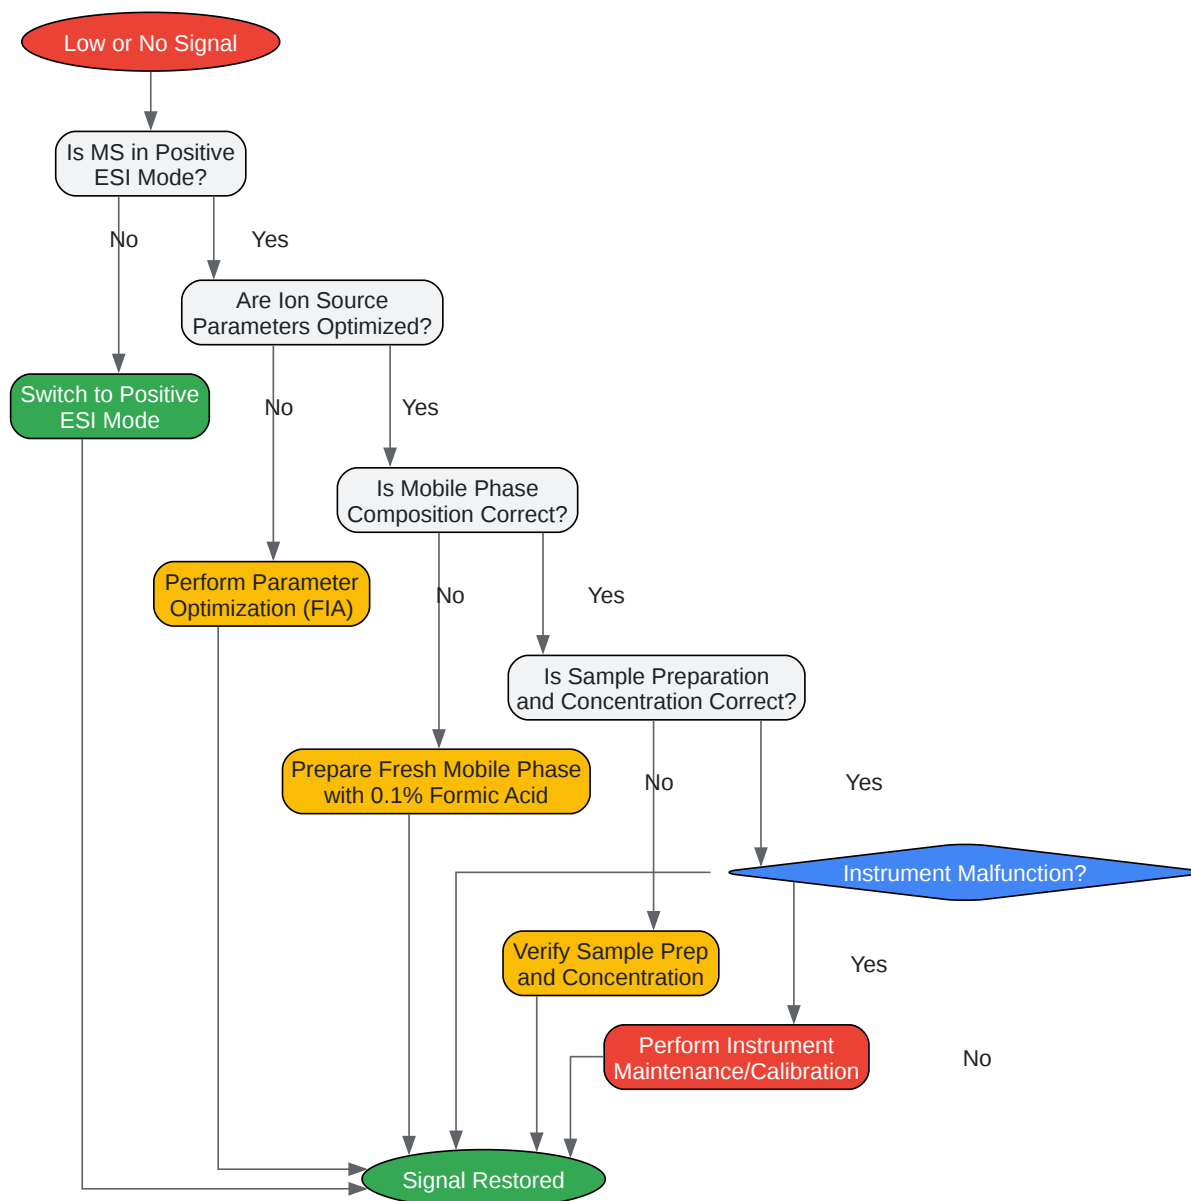 Low or No Signal
Is MS in Positive
ESI Mode?
No
Yes
Are Ion Source
Parameters Optimized?
Switch to Positive
ESI Mode
No
Yes
Is Mobile Phase
Composition Correct?
Perform Parameter
Optimization (FIA)
No
Yes
Is Sample Preparation
and Concentration Correct?
Prepare Fresh Mobile Phase
with 0.1% Formic Acid
No
Yes
Instrument Malfunction?
Verify Sample Prep
and Concentration
Yes
Perform Instrument
Maintenance/Calibration
No
Signal Restored